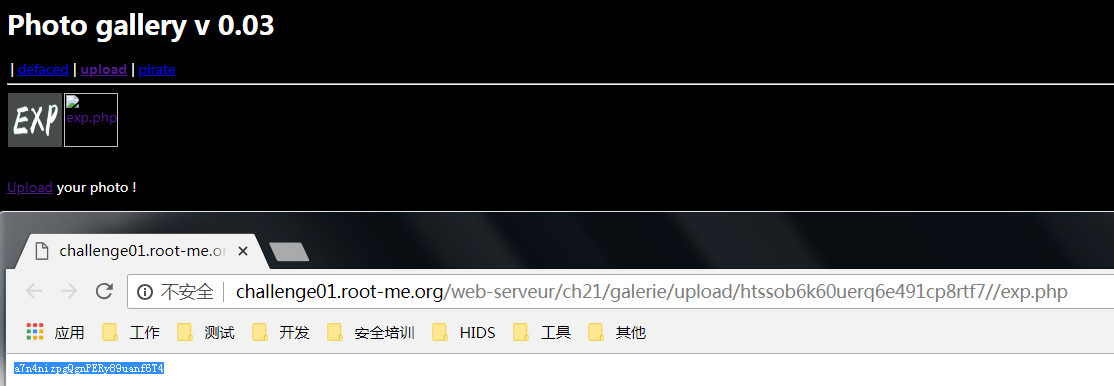 Photo gallery v 0.03
| defaced | upload | pirate
EXP exp.php
Upload your photo !
challenge01.root-me.or
不安全 challenge01.root-me.org/web-serveur/ch21/galerie/upload/htssob6k60uerq6e491cp8rtf7//exp.php
应用 工作 测试 开发 安全培训 HIDS 工具 其他
a7n4nizpgQgnPERy89uanf6T4